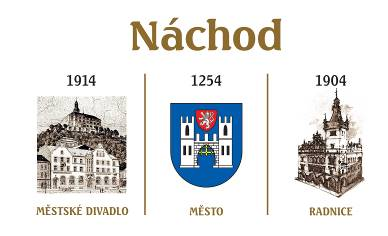 Náchod
1914
1254
1904
MĚSTSKÉ DIVADLO
MĚSTO
RADNICE